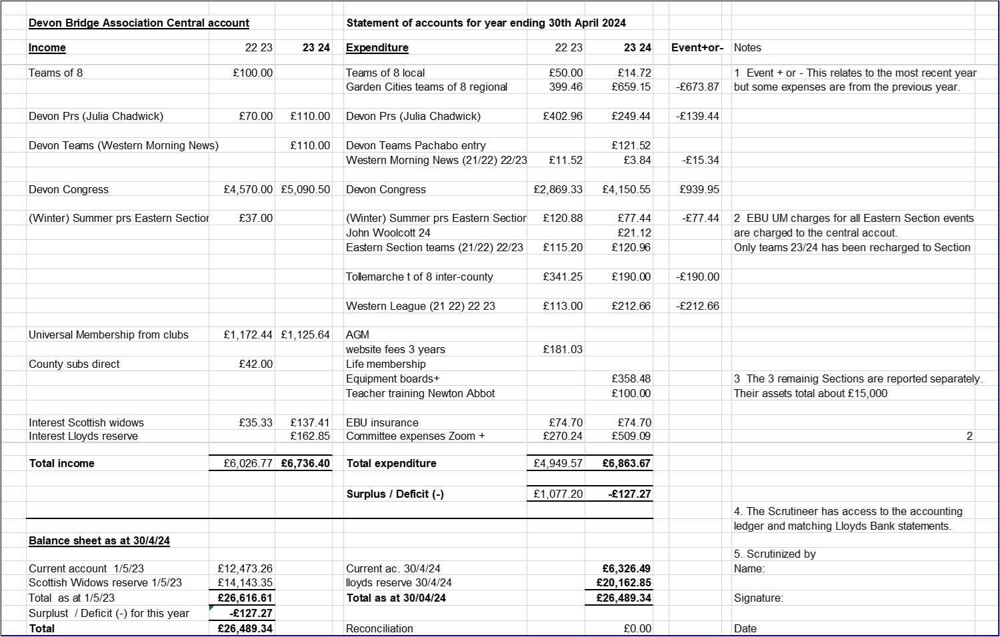 Devon Bridge Association Central account Statement of accounts for year ending 30th April 2024
Income 22 23 23 24 Expenditure 22 23 23 24 Event+or- Notes
Teams of 8 £100.00 Teams of 8 local £50.00 £14.72 1 Event + or - This relates to the most recent year
Garden Cities teams of 8 regional 399.46 £659.15 -£673.87 but some expenses are from the previous year.
Devon Prs (Julia Chadwick) £70.00 £110.00 Devon Prs (Julia Chadwick) £402.96 £249.44 -£139.44
Devon Teams (Western Morning News) £110.00 Devon Teams Pachabo entry £121.52
Western Morning News (21/22) 22/23 £11.52 £3.84 -£15.34
Devon Congress £4,570.00 £5,090.50 Devon Congress £2,869.33 £4,150.55 £939.95
(Winter) Summer prs Eastern Section £37.00 (Winter) Summer prs Eastern Section £120.88 £77.44 -£77.44 2 EBU UM charges for all Eastern Section events
John Woolcott 24 £21.12 are charged to the central accout.
Eastern Section teams (21/22) 22/23 £115.20 £120.96 Only teams 23/24 has been recharged to Section
Tollemarche t of 8 inter-county £341.25 £190.00 -£190.00
Western League (21 22) 22 23 £113.00 £212.66 -£212.66
Universal Membership from clubs £1,172.44 £1,125.64 AGM
website fees 3 years £181.03
County subs direct £42.00 Life membership
Equipment boards+ £358.48 3 The 3 remainig Sections are reported separately.
Teacher training Newton Abbot £100.00 Their assets total about £15,000
Interest Scottish widows £35.33 £137.41 EBU insurance £74.70 £74.70
Interest Lloyds reserve £162.85 Committee expenses Zoom + £270.24 £509.09 2
Total income £6,026.77 £6,736.40 Total expenditure £4,949.57 £6,863.67
Surplus / Deficit (-) £1,077.20 -£127.27
4. The Scrutineer has access to the accounting
ledger and matching Lloyds Bank statements.
Balance sheet as at 30/4/24
5. Scrutinized by
Current account 1/5/23 £12,473.26 Current ac. 30/4/24 £6,326.49 Name:
Scottish Widows reserve 1/5/23 £14,143.35 lloyds reserve 30/4/24 £20,162.85
Total as at 1/5/23 £26,616.61 Total as at 30/04/24 £26,489.34 Signature:
Surplust / Deficit (-) for this year -£127.27
Total £26,489.34 Reconciliation £0.00 Date